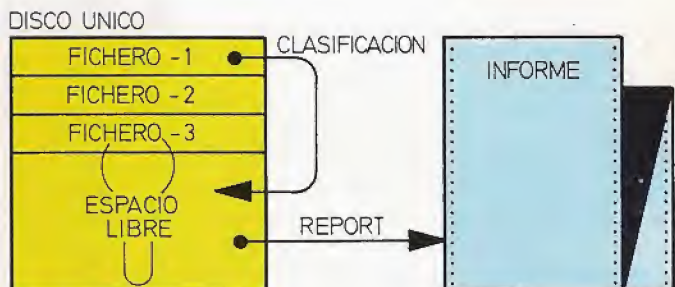 DISCO UNICO
FICHERO - 1
CLASIFICACION
FICHERO - 2
FICHERO - 3
ESPACIO
LIBRE
REPORT
INFORME